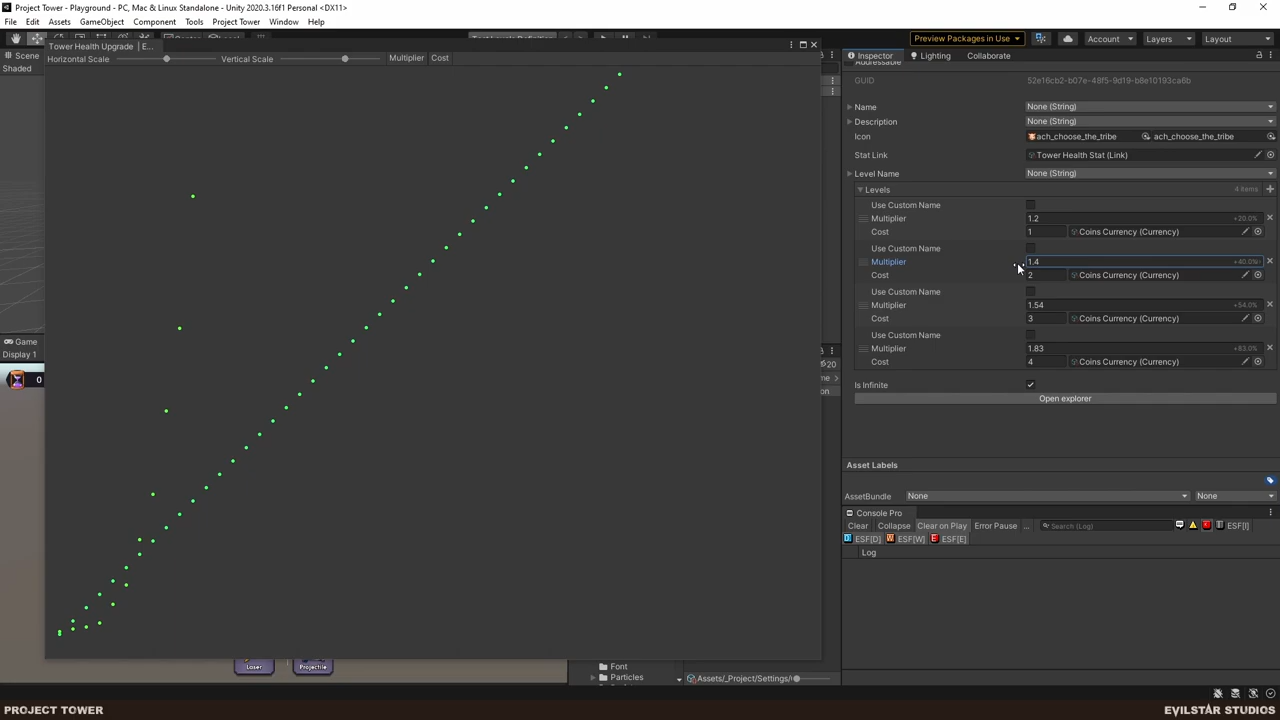 Project Tower - Playground - PC, Mac & Linux Standalone - Unity 2020.3.16f1 Personal <DX11>
File Edit Assets GameObject Component Tools Project Tower Window Help
Preview Packages in Use Account Layers Layout
Tower Health Upgrade | E...
Scene
Inspector Lighting Collaborate
Horizontal Scale Vertical Scale Multiplier Cost
Shaded
GUID 52e16cb2-b07e-48f5-9d19-b8e10193ca6b
Name None (String)
Description None (String)
Icon ach_choose_the_tribe ach_choose_the_tribe
Stat Link Tower Health Stat (Link)
Level Name None (String)
Levels 4 items
Use Custom Name
Multiplier 1.2 +20.0%
Cost 1 Coins Currency (Currency)
Use Custom Name
Multiplier 1.4 +40.0%
Cost 2 Coins Currency (Currency)
Use Custom Name
Multiplier 1.54 +54.0%
Cost 3 Coins Currency (Currency)
Use Custom Name
Multiplier 1.83 +83.0%
Cost 4 Coins Currency (Currency)
Game
Display 1
20
0
Is Infinite
Open explorer
Asset Labels
AssetBundle None None
Console Pro
Clear Collapse Clear on Play Error Pause ... Search (Log) ESF[I]
ESF[D] ESF[W] ESF[E]
Log
Laser Projectile
Font
Particles
Assets/_Project/Settings/
PROJECT TOWER
EVILSTAR STUDIOS